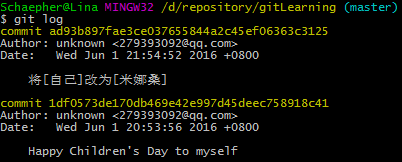 Schaepher@Lina MINGW32 /d/repository/gitLearning (master)
$ git log
commit ad93b897fae3ce037655844a2c45ef06363c3125
Author: unknown <279393092@qq.com>
Date:   Wed Jun 1 21:54:52 2016 +0800
将[自己]改为[米娜桑]
commit 1df0573de170db469e42e997d45deec758918c41
Author: unknown <279393092@qq.com>
Date:   Wed Jun 1 20:53:56 2016 +0800
Happy Children's Day to myself